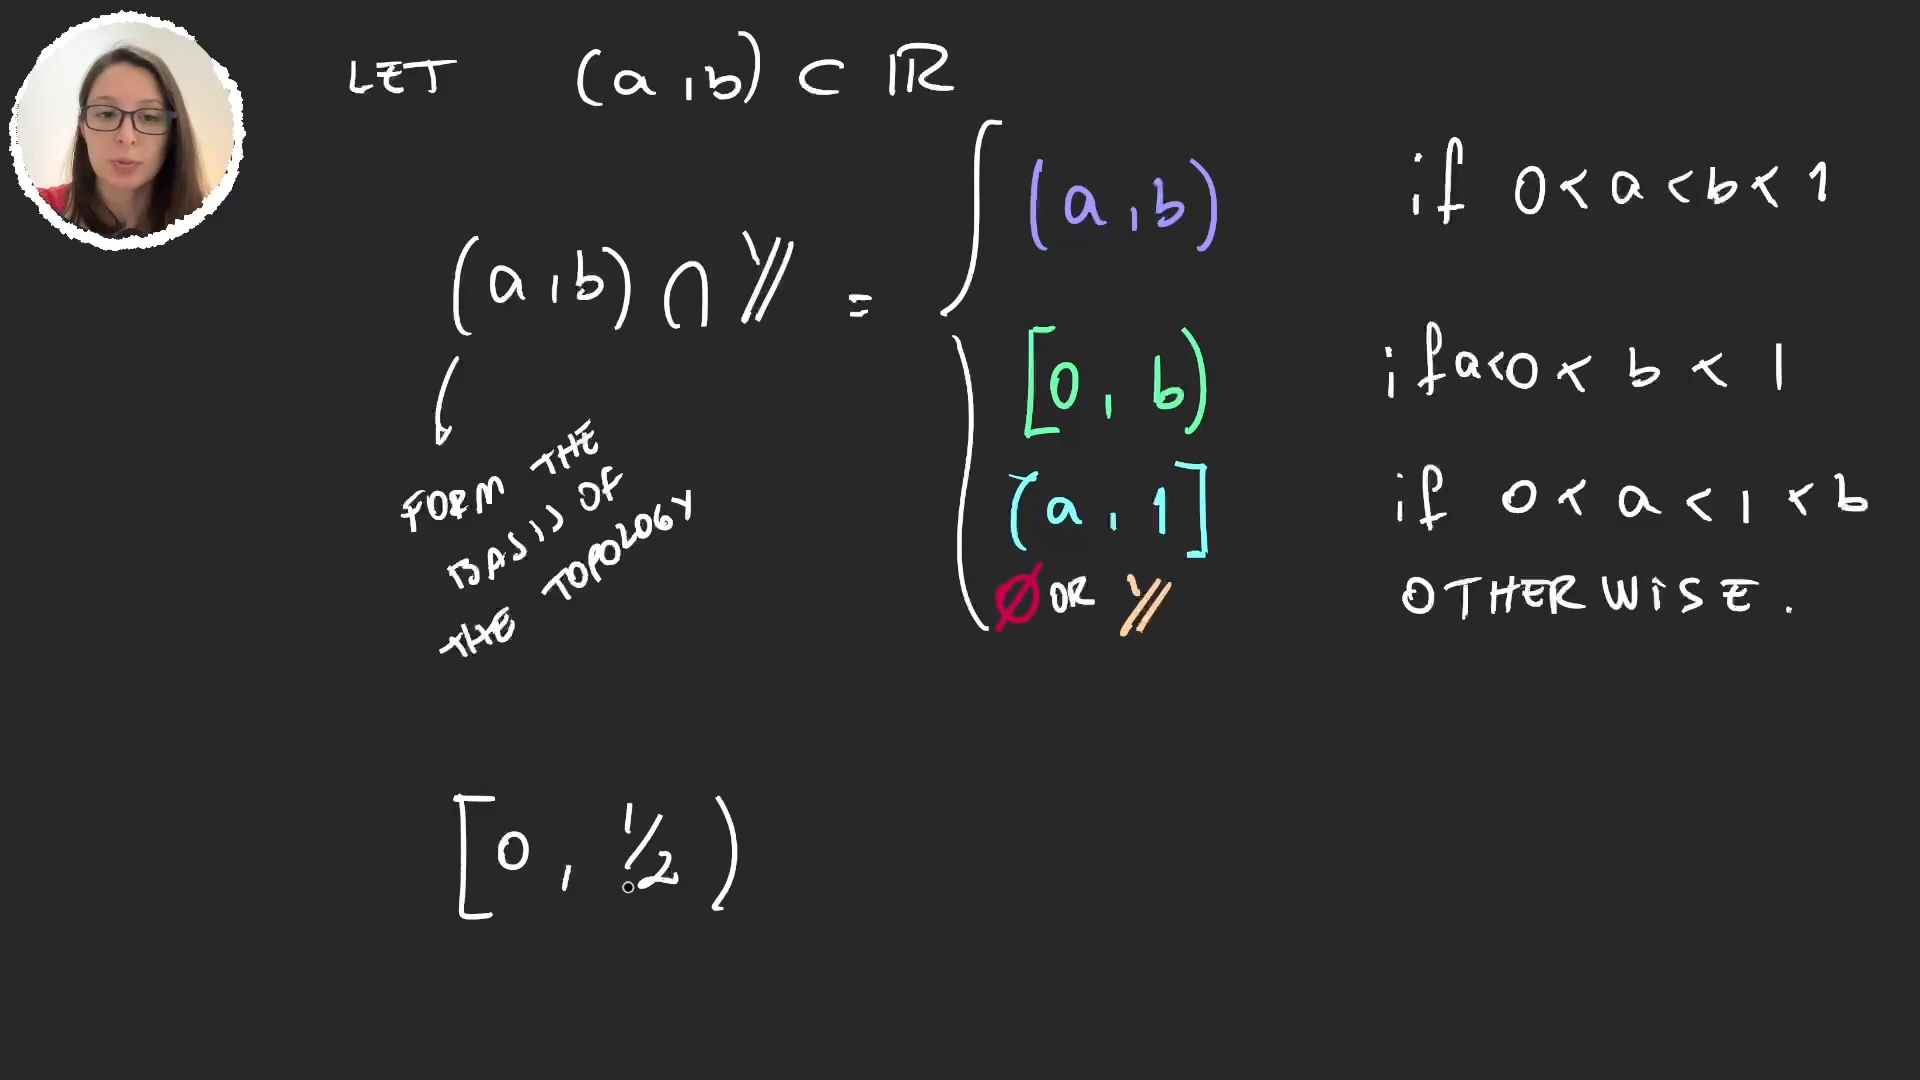 LET (a,b) ⊂ ℝ
(a,b) ∩ Y =
(a,b) if 0<a<b<1
[0,b) if a<0<b<1
(a,1] if 0<a<1<b
Ø OR Y OTHERWISE.
FORM THE
BASIS OF
THE TOPOLOGY
[0, 1/2)